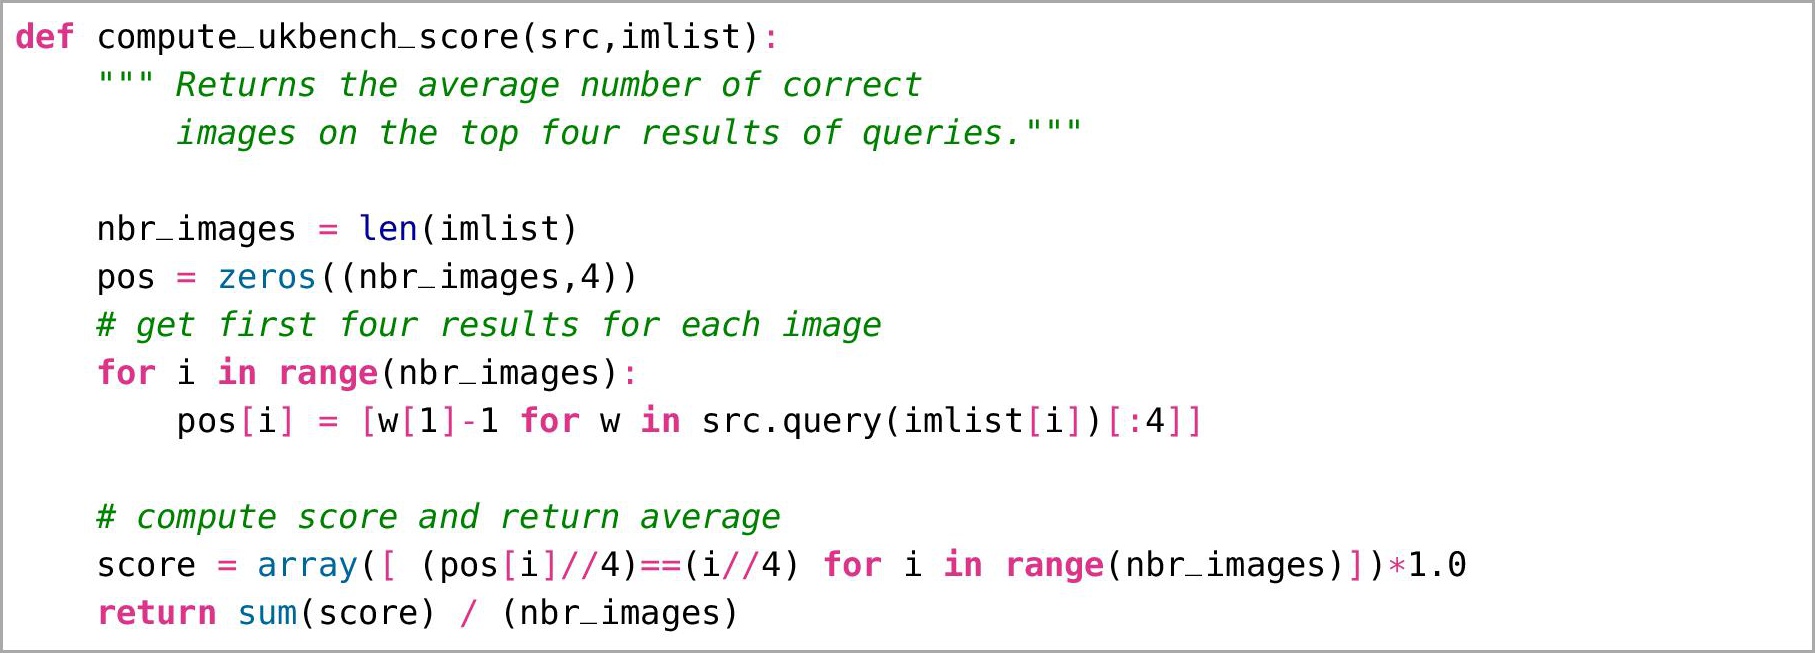 def compute_ukbench_score(src,imlist):
    """ Returns the average number of correct
        images on the top four results of queries."""
    nbr_images = len(imlist)
    pos = zeros((nbr_images,4))
    # get first four results for each image
    for i in range(nbr_images):
        pos[i] = [w[1]-1 for w in src.query(imlist[i])[:4]]
    # compute score and return average
    score = array([ (pos[i]//4)==(i//4) for i in range(nbr_images)])*1.0
    return sum(score) / (nbr_images)